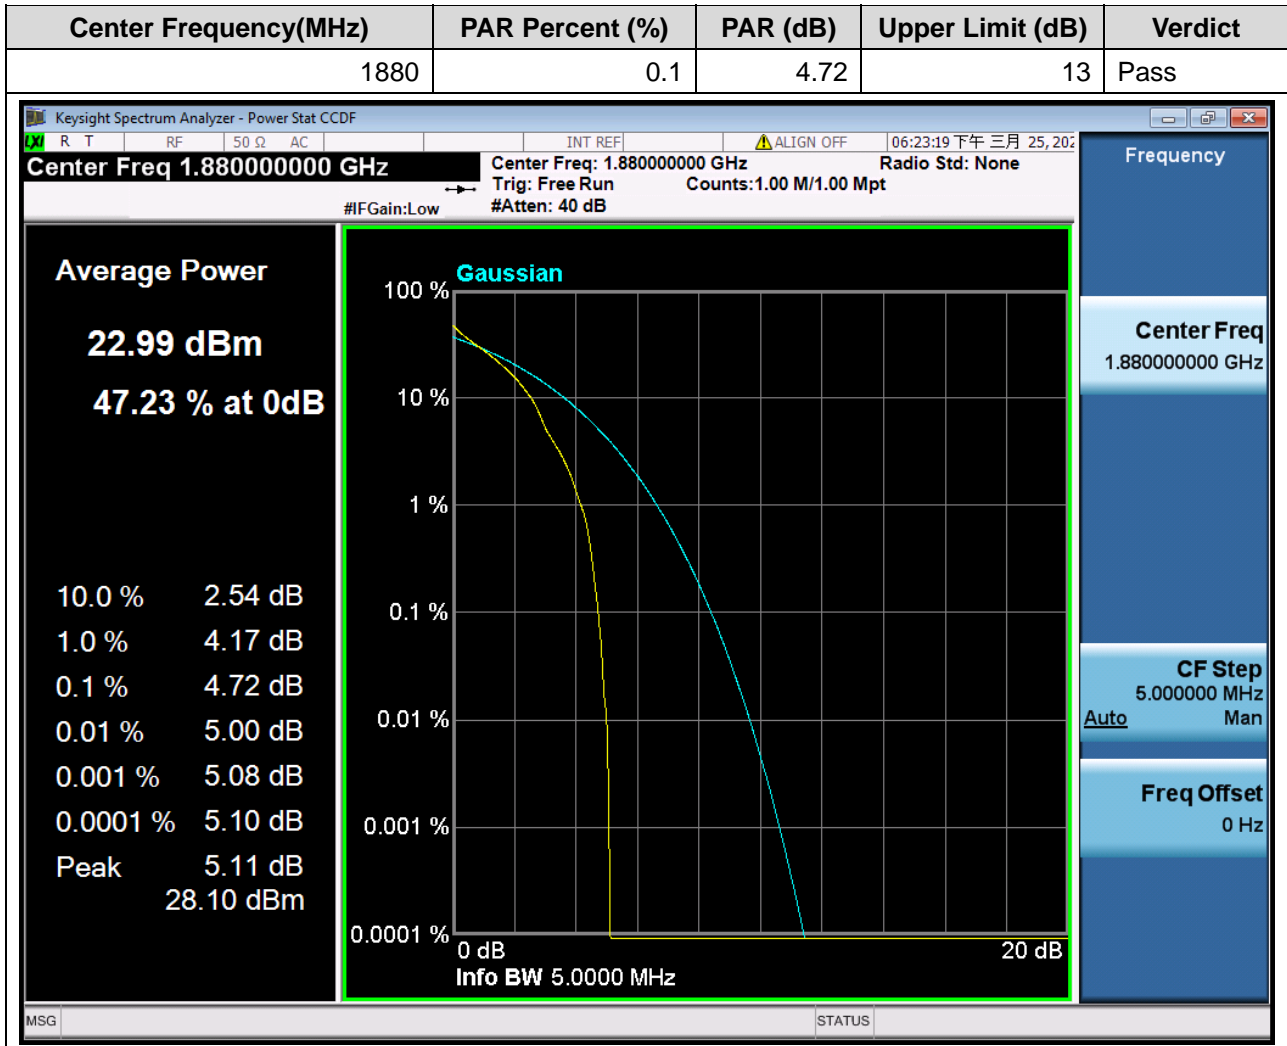 Center Frequency(MHz) PAR Percent (%) PAR (dB) Upper Limit (dB) Verdict
1880 0.1 4.72 13 Pass
Keysight Spectrum Analyzer - Power Stat CCDF
LXI R T RF 50 Ω AC INT REF ALIGN OFF 06:23:19 下午 三月 25, 202
Center Freq 1.880000000 GHz
Center Freq: 1.880000000 GHz Radio Std: None
Trig: Free Run Counts:1.00 M/1.00 Mpt
#IFGain:Low #Atten: 40 dB
Average Power
22.99 dBm
47.23 % at 0dB
10.0 % 2.54 dB
1.0 % 4.17 dB
0.1 % 4.72 dB
0.01 % 5.00 dB
0.001 % 5.08 dB
0.0001 % 5.10 dB
Peak 5.11 dB
28.10 dBm
Gaussian
100 %
10 %
1 %
0.1 %
0.01 %
0.001 %
0.0001 %
0 dB 20 dB
Info BW 5.0000 MHz
Frequency
Center Freq
1.880000000 GHz
CF Step
5.000000 MHz
Auto Man
Freq Offset
0 Hz
MSG STATUS